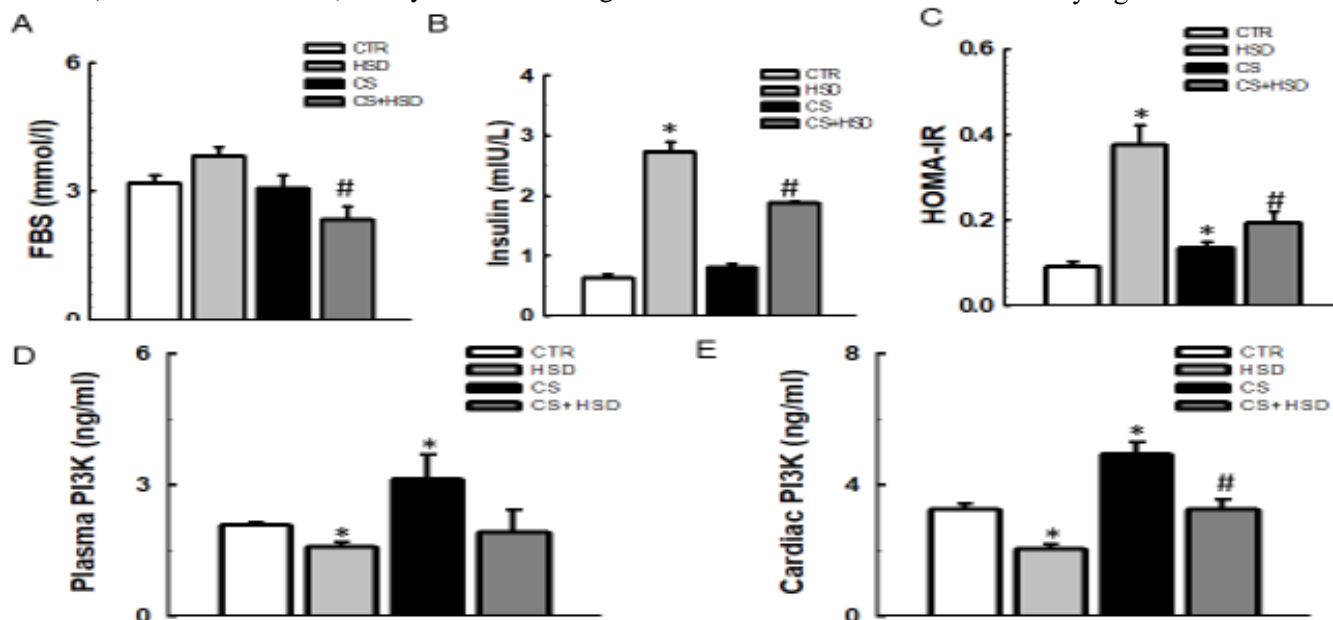 A
CTR
HSD
CS
CS+HSD
6
3
0
FBS (mmol/l)
#
B
CTR
HSD
CS
CS+HSD
4
3
2
1
0
Insulin (mIU/L)
*
#
C
CTR
HSD
CS
CS+HSD
0.6
0.4
0.2
0.0
HOMA-IR
*
*
#
D
CTR
HSD
CS
CS+HSD
6
3
0
Plasma PI3K (ng/ml)
*
*
E
CTR
HSD
CS
CS+HSD
8
4
0
Cardiac PI3K (ng/ml)
*
*
#